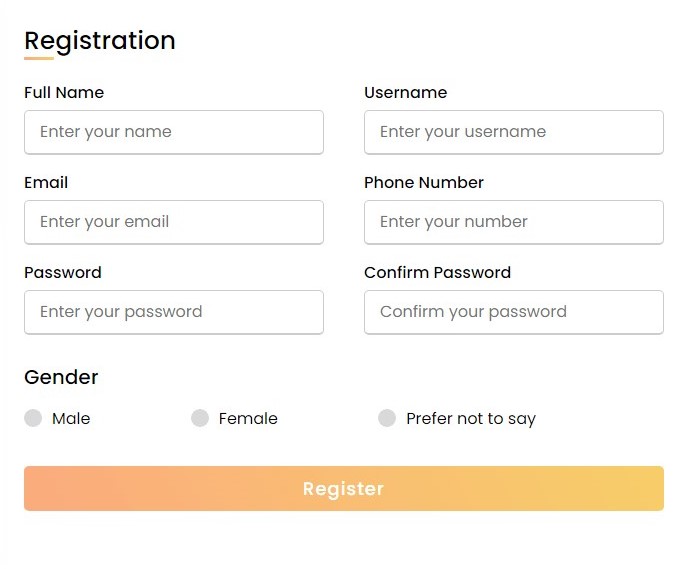 Registration
Full Name
Username
Enter your name
Enter your username
Email
Phone Number
Enter your email
Enter your number
Password
Confirm Password
Enter your password
Confirm your password
Gender
Male
Female
Prefer not to say
Register